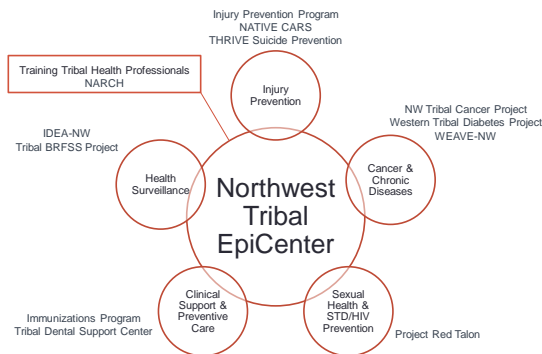 Injury Prevention Program
NATIVE CARS
THRIVE Suicide Prevention
Training Tribal Health Professionals
NARCH
Injury
Prevention
NW Tribal Cancer Project
Western Tribal Diabetes Project
WEAVE-NW
IDEA-NW
Tribal BRFSS Project
Health
Surveillance
Cancer &
Chronic
Diseases
Northwest
Tribal
EpiCenter
Clinical
Support &
Preventive
Care
Sexual
Health &
STD/HIV
Prevention
Immunizations Program
Tribal Dental Support Center
Project Red Talon